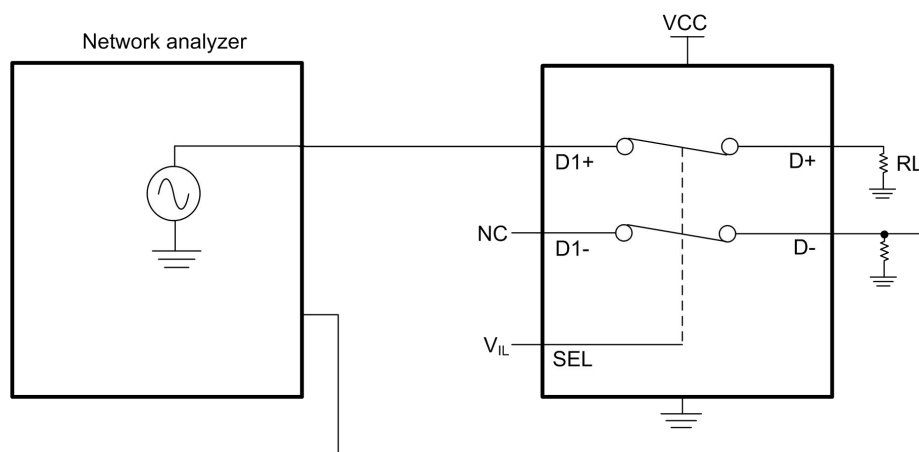 Network analyzer
VCC
D1+
D+
RL
NC
D1-
D-
VIL
SEL